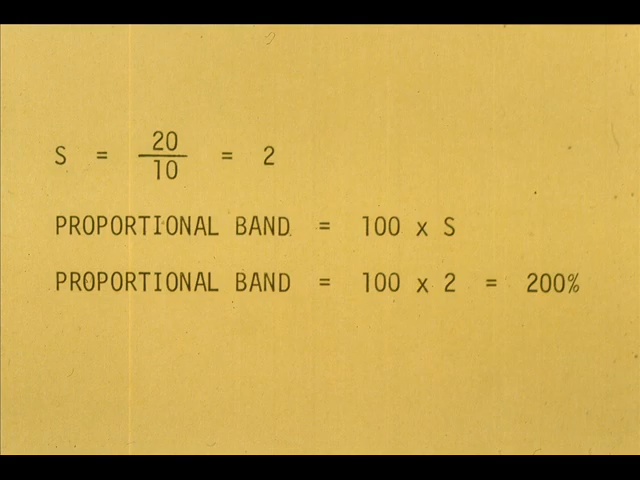 S = 20/10 = 2
PROPORTIONAL BAND = 100 x S
PROPORTIONAL BAND = 100 x 2 = 200%